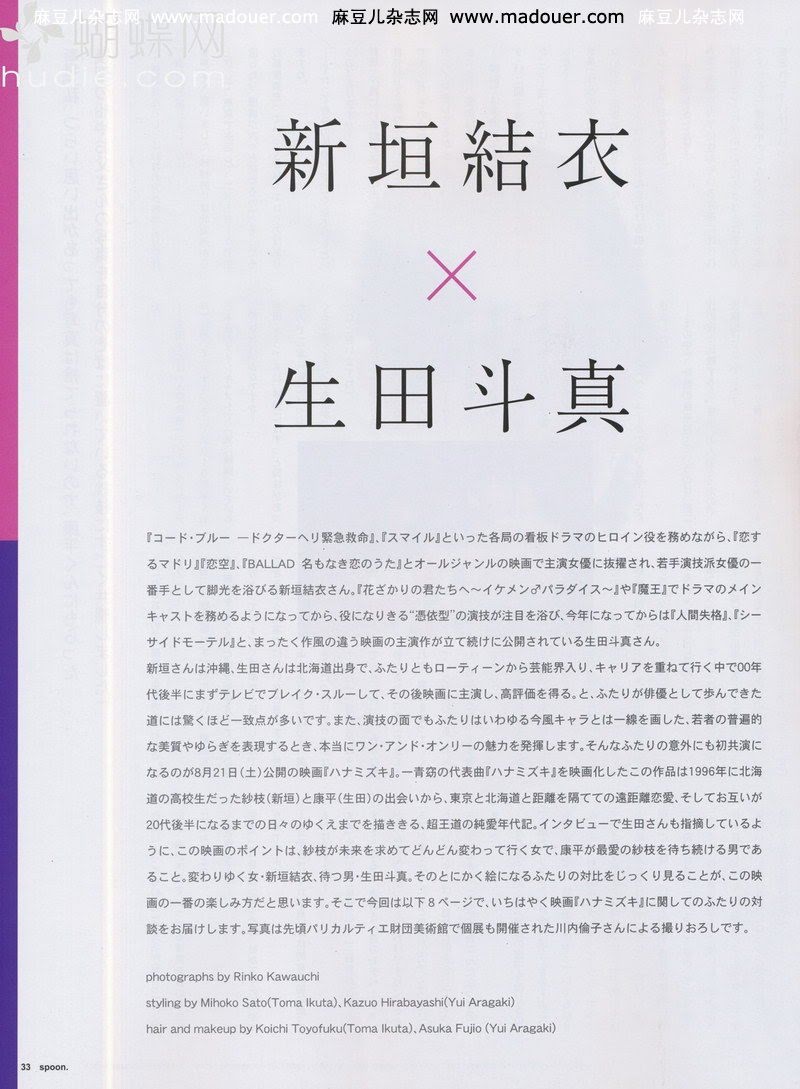 麻豆儿杂志网 www.madouer.com 麻豆儿杂志网 www.madouer.com 麻豆儿杂志网
蝴蝶网
hudie.com
新垣結衣
×
生田斗真
『コード・ブルー ―ドクターヘリ緊急救命』、『スマイル』といった各局の看板ドラマのヒロイン役を務めながら、『恋す
るマドリ』『恋空』、『BALLAD 名もなき恋のうた』とオールジャンルの映画で主演女優に抜擢され、若手演技派女優の一
番手として脚光を浴びる新垣結衣さん。『花ざかりの君たちへ〜イケメン♂パラダイス〜』や『魔王』でドラマのメイン
キャストを務めるようになってから、役になりきる“憑依型”の演技が注目を浴び、今年になってからは『人間失格』、『シー
サイドモーテル』と、まったく作風の違う映画の主演作が立て続けに公開されている生田斗真さん。
新垣さんは沖縄、生田さんは北海道出身で、ふたりともローティーンから芸能界入り、キャリアを重ねて行く中で00年
代後半にまずテレビでブレイク・スルーして、その後映画に主演し、高評価を得る。と、ふたりが俳優として歩んできた
道には驚くほど一致点が多いです。また、演技の面でもふたりはいわゆる今風キャラとは一線を画した、若者の普遍的
な美質やゆらぎを表現するとき、本当にワン・アンド・オンリーの魅力を発揮します。そんなふたりの意外にも初共演に
なるのが8月21日(土)公開の映画『ハナミズキ』。一青窈の代表曲『ハナミズキ』を映画化したこの作品は1996年に北海
道の高校生だった紗枝(新垣)と康平(生田)の出会いから、東京と北海道と距離を隔てての遠距離恋愛、そしてお互いが
20代後半になるまでの日々のゆくえまでを描ききる、超王道の純愛年代記。インタビューで生田さんも指摘しているよ
うに、この映画のポイントは、紗枝が未来を求めてどんどん変わって行く女で、康平が最愛の紗枝を待ち続ける男であ
ること。変わりゆく女・新垣結衣、待つ男・生田斗真。そのとにかく絵になるふたりの対比をじっくり見ることが、この映
画の一番の楽しみ方だと思います。そこで今回は以下8ページで、いちはやく映画『ハナミズキ』に関してのふたりの対
談をお届けします。写真は先頃パリカルティエ財団美術館で個展も開催された川内倫子さんによる撮りおろしです。
photographs by Rinko Kawauchi
styling by Mihoko Sato(Toma Ikuta)、Kazuo Hirabayashi(Yui Aragaki)
hair and makeup by Koichi Toyofuku(Toma Ikuta)、Asuka Fujio (Yui Aragaki)
33 spoon.